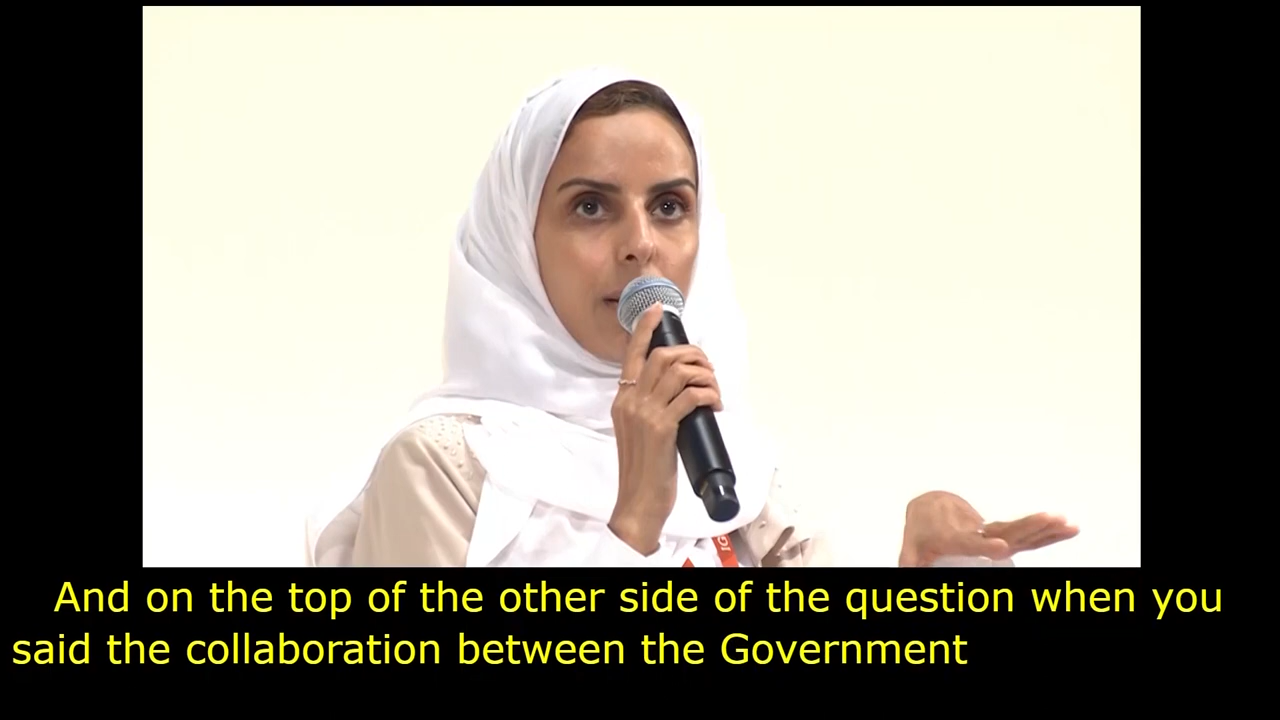 And on the top of the other side of the question when you
said the collaboration between the Government